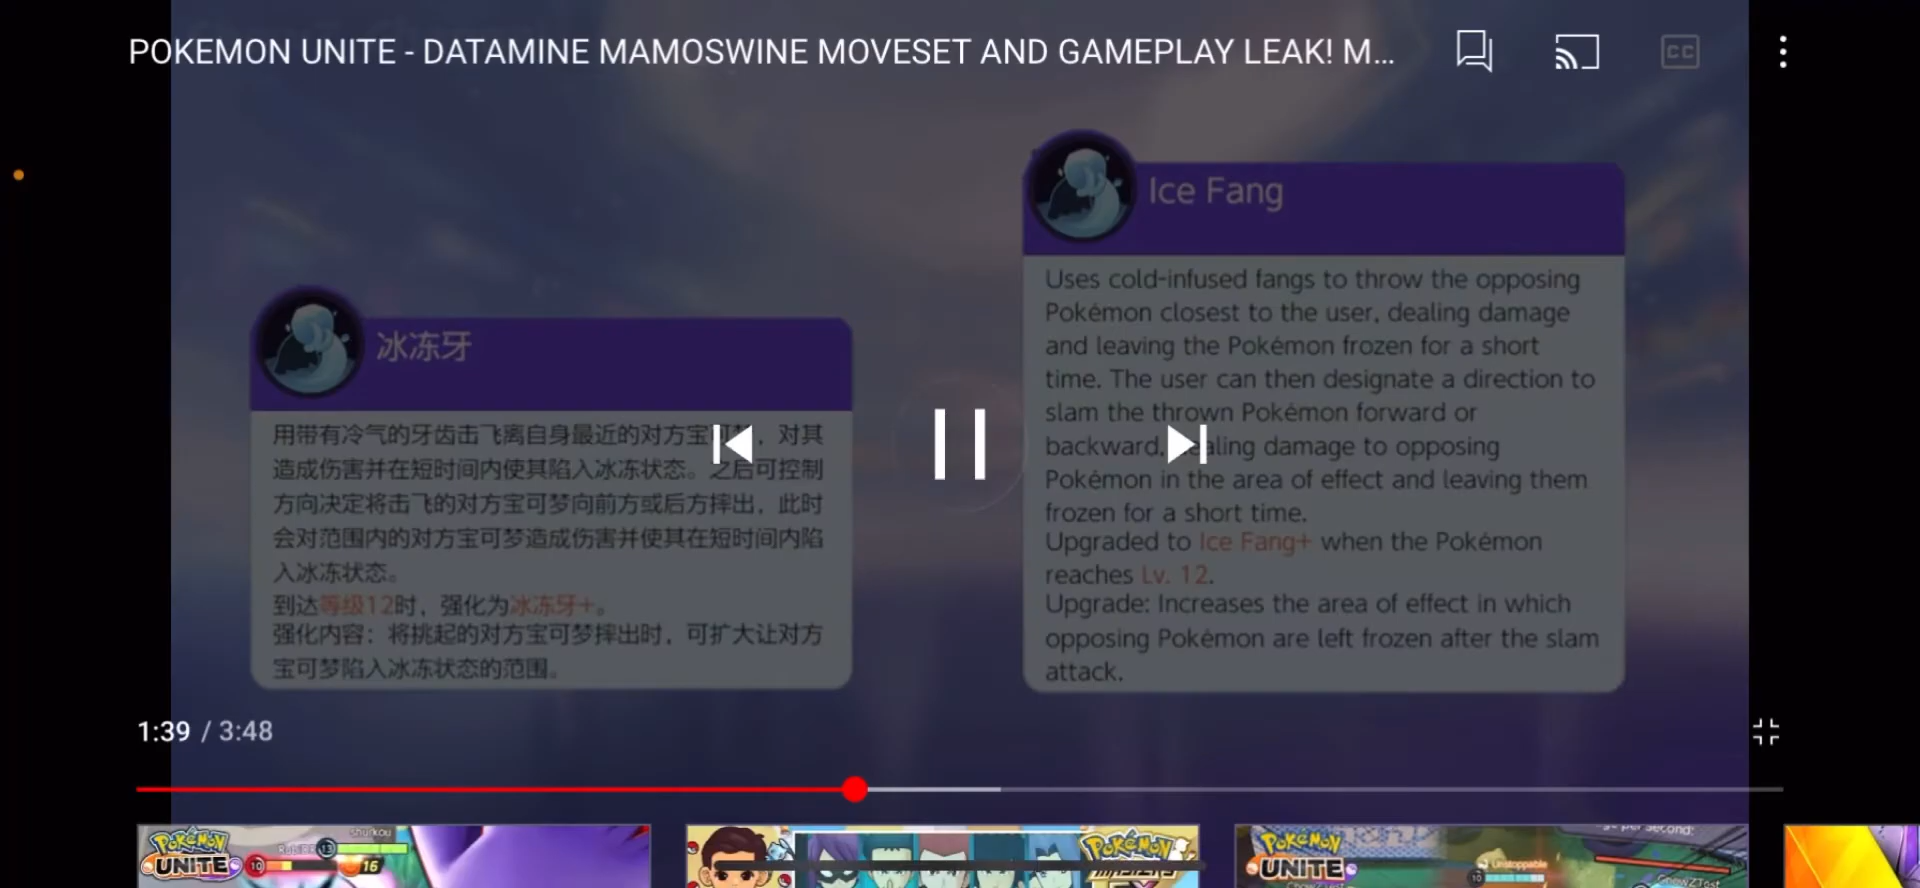 POKEMON UNITE - DATAMINE MAMOSWINE MOVESET AND GAMEPLAY LEAK! M...
CC
冰冻牙
用带有冷气的牙齿击飞离自身最近的对方宝可梦，对其
造成伤害并在短时间内使其陷入冰冻状态。之后可控制
方向决定将击飞的对方宝可梦向前方或后方摔出，此时
会对范围内的对方宝可梦造成伤害并使其在短时间内陷
入冰冻状态。
到达等级12时，强化为冰冻牙+。
强化内容：将挑起的对方宝可梦摔出时，可扩大让对方
宝可梦陷入冰冻状态的范围。
Ice Fang
Uses cold-infused fangs to throw the opposing
Pokémon closest to the user, dealing damage
and leaving the Pokémon frozen for a short
time. The user can then designate a direction to
slam the thrown Pokémon forward or
backward, dealing damage to opposing
Pokémon in the area of effect and leaving them
frozen for a short time.
Upgraded to Ice Fang+ when the Pokémon
reaches Lv. 12.
Upgrade: Increases the area of effect in which
opposing Pokémon are left frozen after the slam
attack.
1:39 / 3:48
POKÉMON
UNITE
Shurkou
13
10
16
POKÉMON
POKÉMON
UNITE
Unstoppable
10